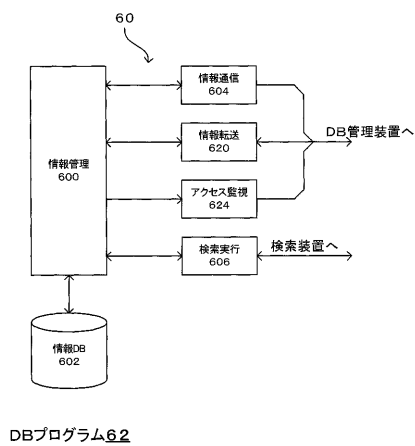 60
情報通信
604
DB管理装置へ
情報転送
620
情報管理
600
アクセス監視
624
検索実行
606
検索装置へ
情報DB
602
DBプログラム62